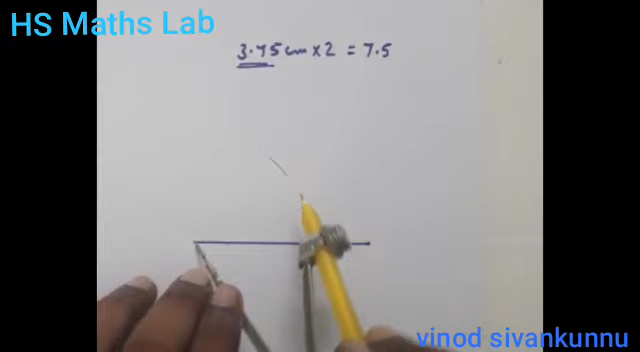 HS Maths Lab
3.75 cm x 2 = 7.5
vinod sivankunnu